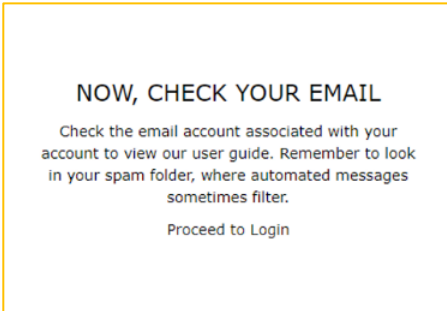 NOW, CHECK YOUR EMAIL
Check the email account associated with your
account to view our user guide. Remember to look
in your spam folder, where automated messages
sometimes filter.
Proceed to Login